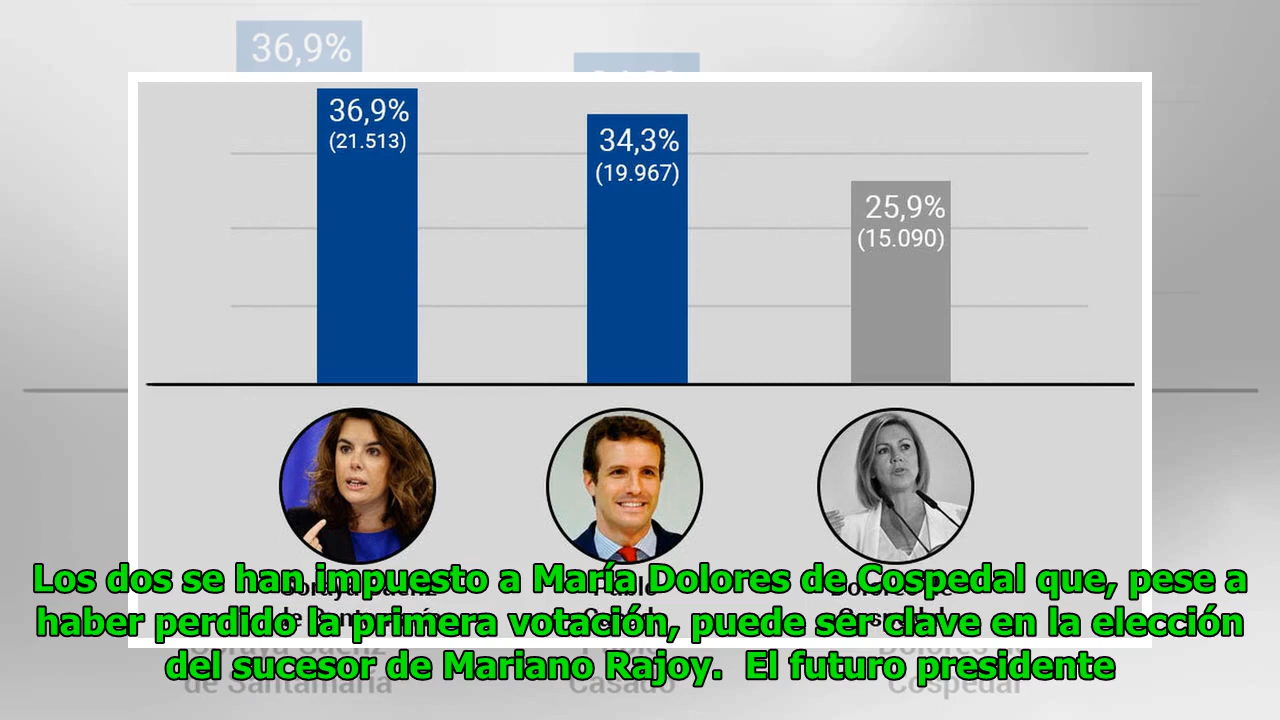 36,9%
36,9%
(21.513)
34,3%
(19.967)
25,9%
(15.090)
Los dos se han impuesto a María Dolores de Cospedal que, pese a
haber perdido la primera votación, puede ser clave en la elección
del sucesor de Mariano Rajoy. El futuro presidente
de Santamaría
Casado
Cospedal